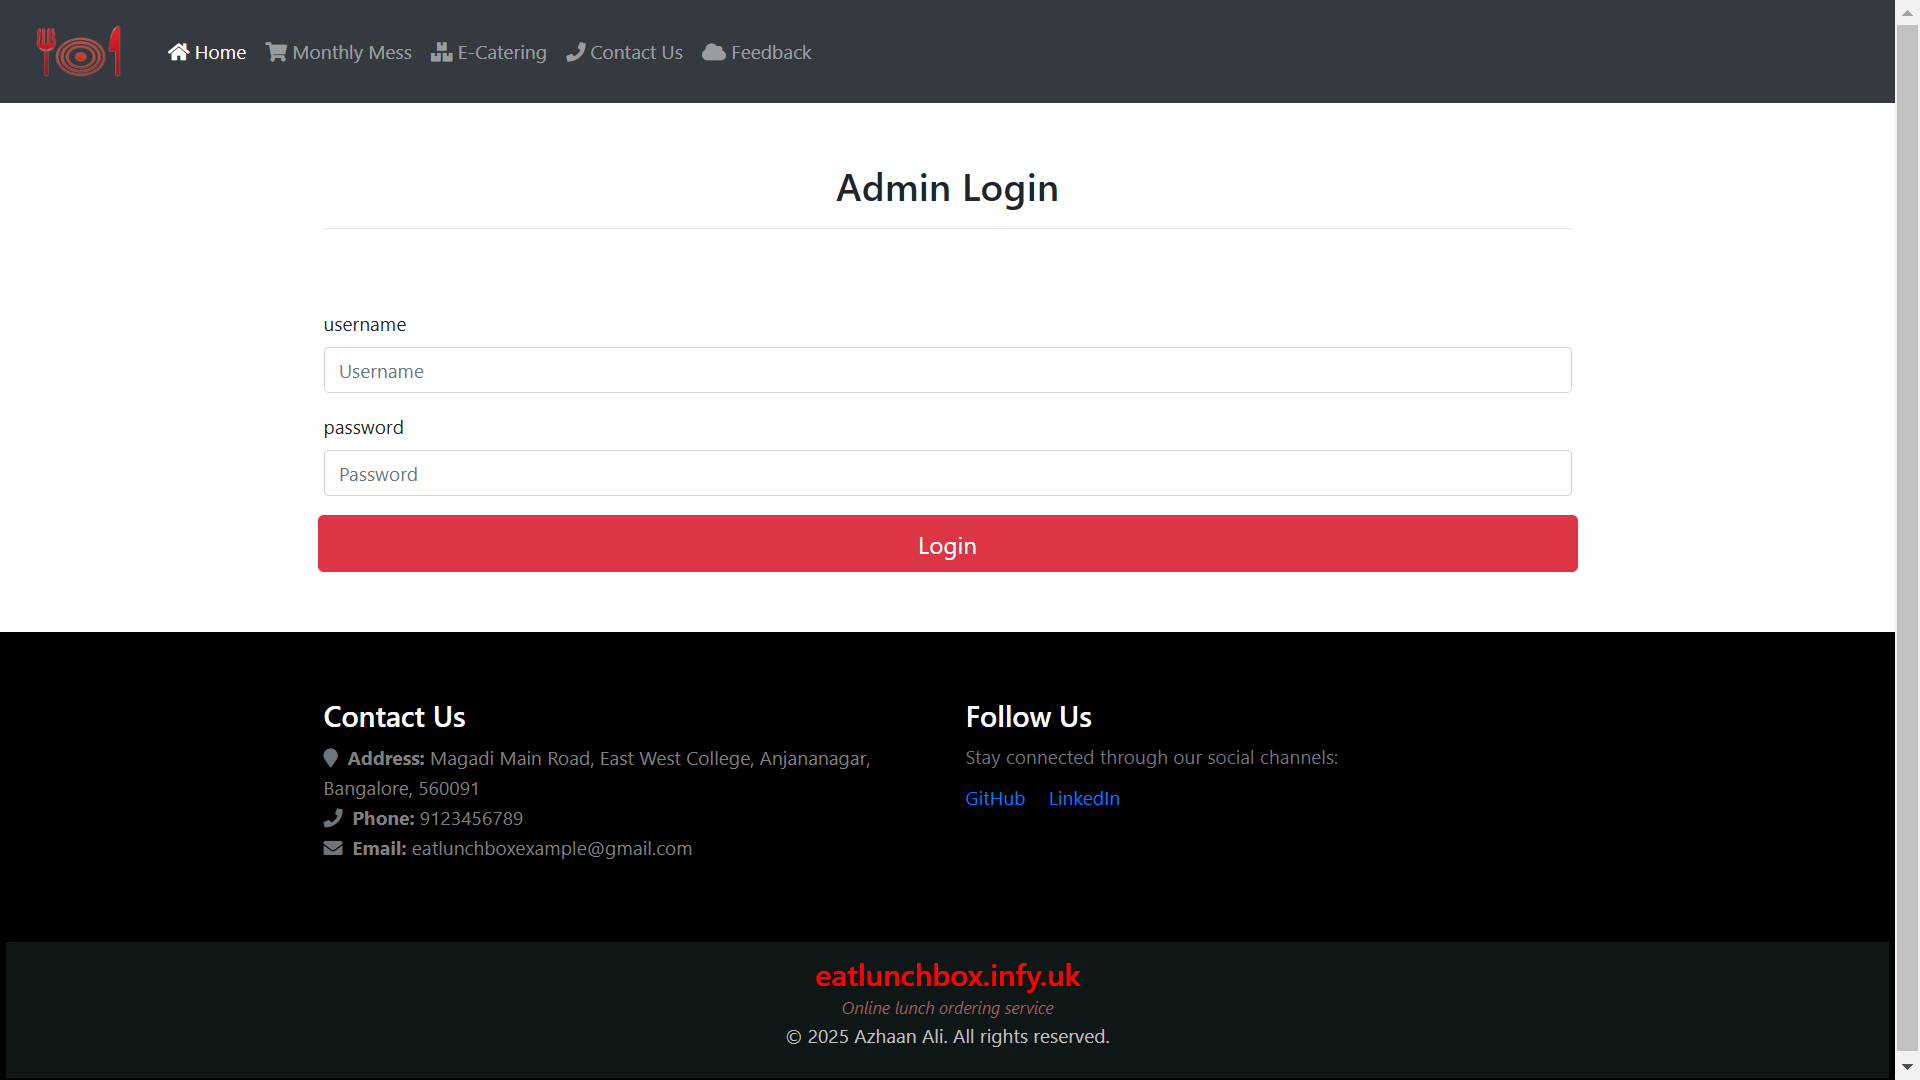 Home Monthly Mess E-Catering Contact Us Feedback
Admin Login
username
Username
password
Password
Login
Contact Us
Address: Magadi Main Road, East West College, Anjananagar,
Bangalore, 560091
Phone: 9123456789
Email: eatlunchboxexample@gmail.com
Follow Us
Stay connected through our social channels:
GitHub LinkedIn
eatlunchbox.infy.uk
Online lunch ordering service
© 2025 Azhaan Ali. All rights reserved.